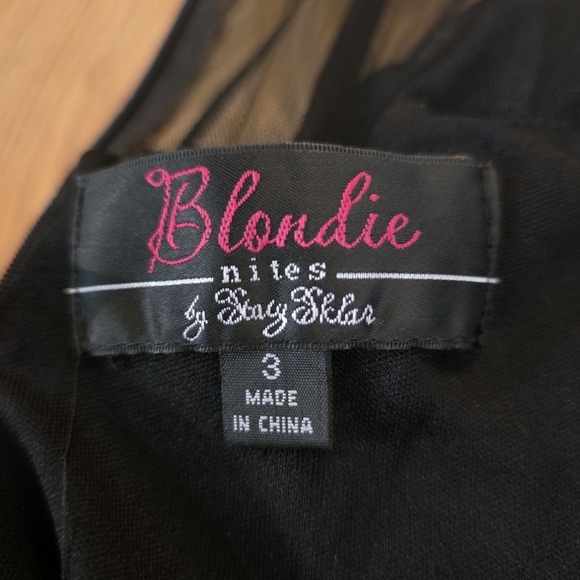 Blondie
nites
by Stacy Sklar
3
MADE
IN CHINA